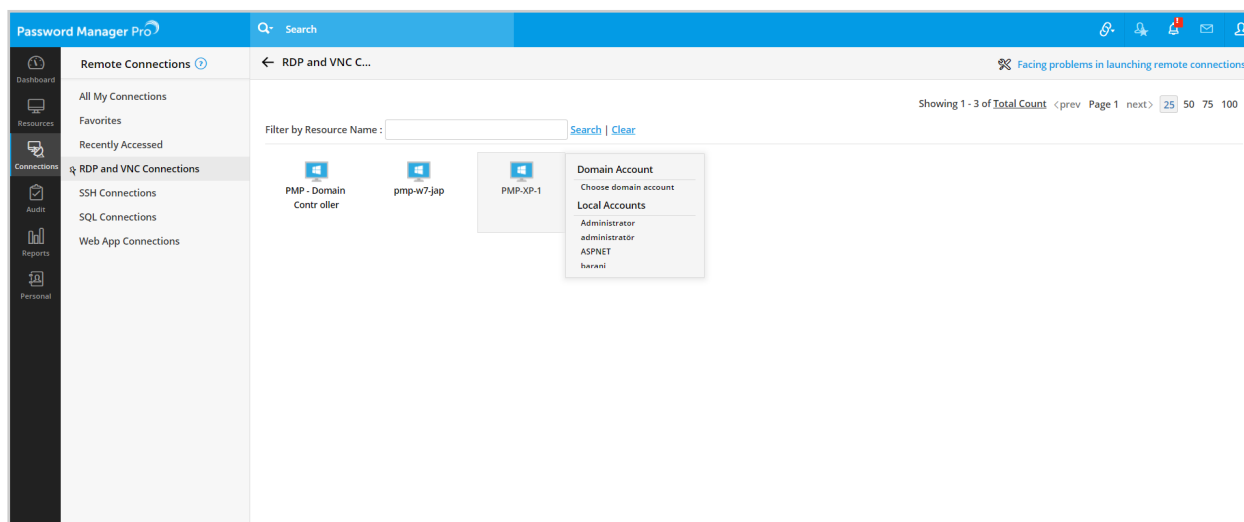 Password Manager Pro
Search
Dashboard
Resources
Connections
Audit
Reports
Personal
Remote Connections ?
All My Connections
Favorites
Recently Accessed
RDP and VNC Connections
SSH Connections
SQL Connections
Web App Connections
← RDP and VNC C...
Facing problems in launching remote connections
Showing 1 - 3 of Total Count <prev Page 1 next> 25 50 75 100
Filter by Resource Name : Search | Clear
PMP - Domain
Contr oller
pmp-w7-jap
PMP-XP-1
Domain Account
Choose domain account
Local Accounts
Administrator
administratör
ASPNET
barani